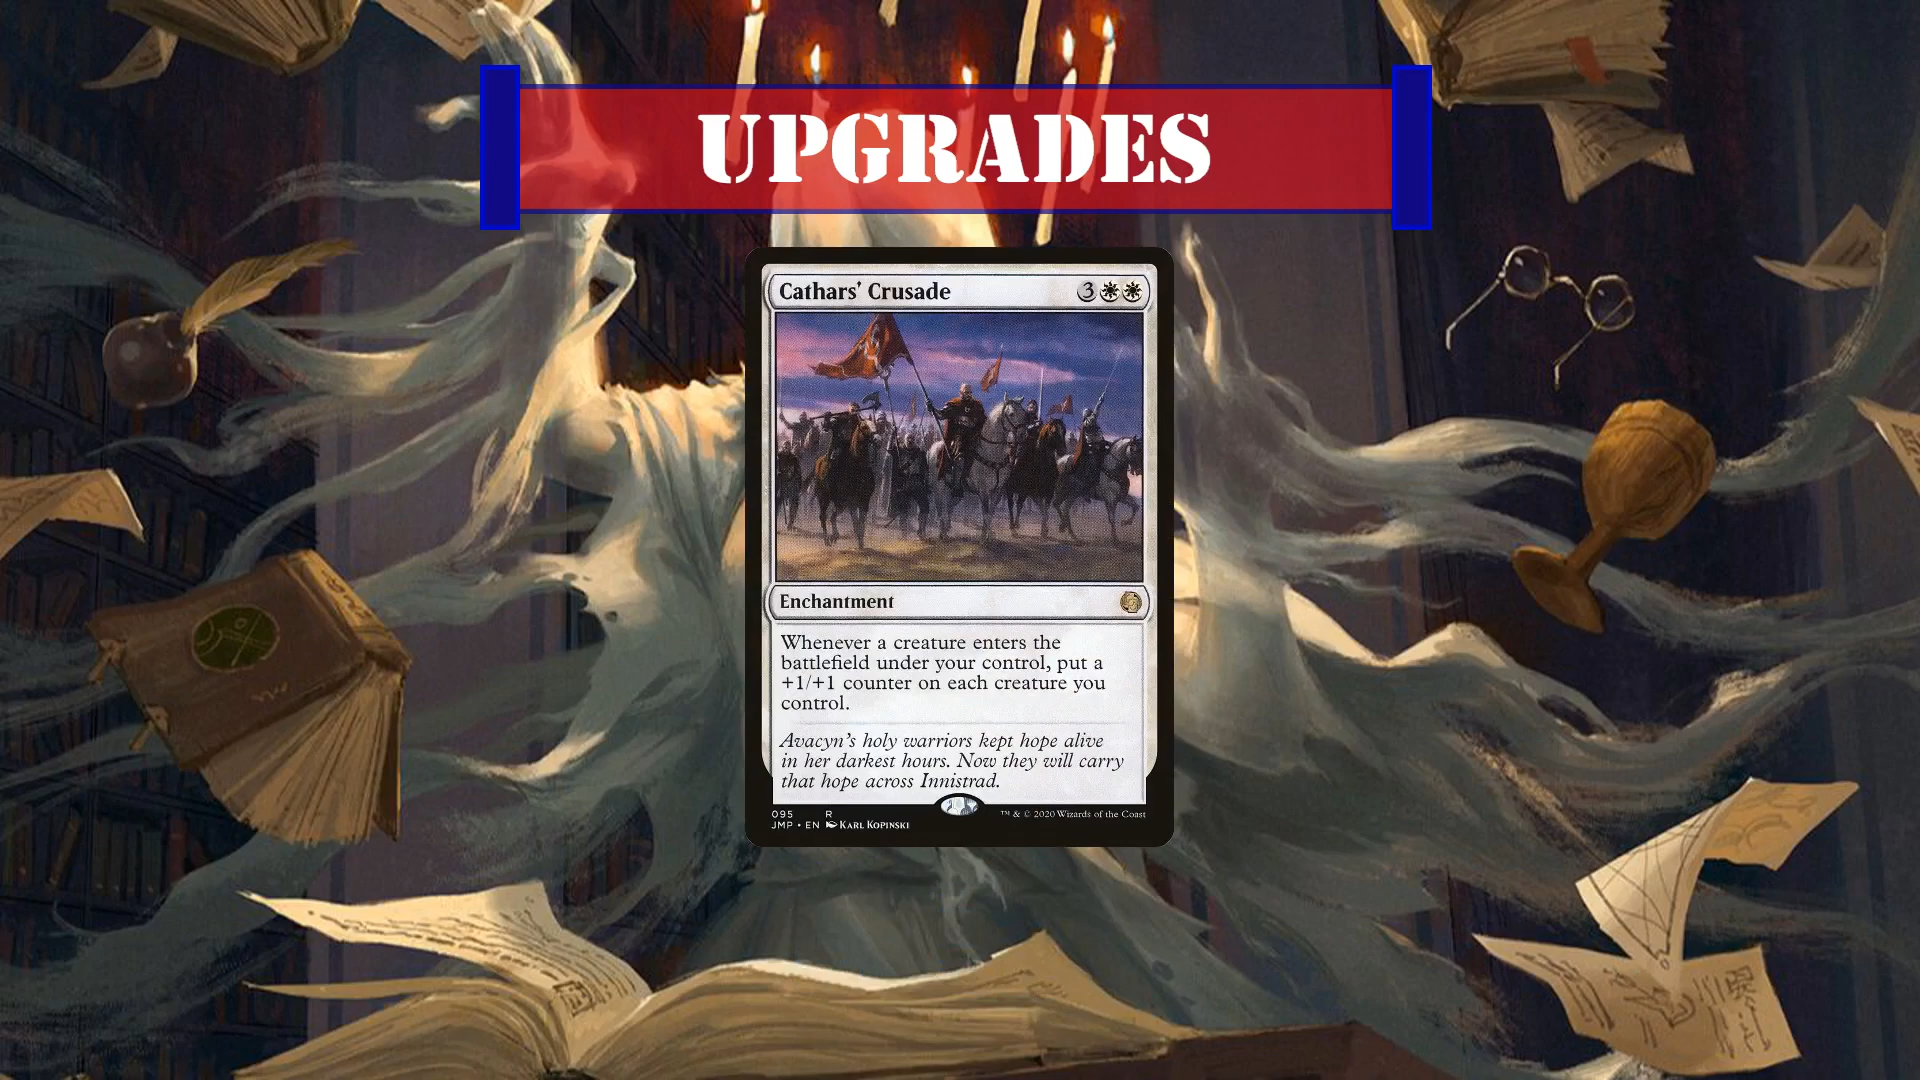 UPGRADES
Cathars' Crusade 3
Enchantment
Whenever a creature enters the
battlefield under your control, put a
+1/+1 counter on each creature you
control.
Avacyn's holy warriors kept hope alive
in her darkest hours. Now they will carry
that hope across Innistrad.
095 R
JMP • EN Karl Kopinski
™ & © 2020 Wizards of the Coast